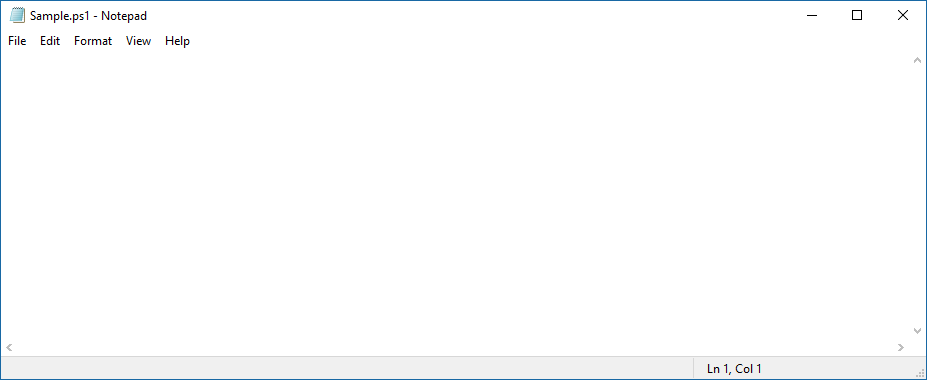 Sample.ps1 - Notepad
File Edit Format View Help
Ln 1, Col 1